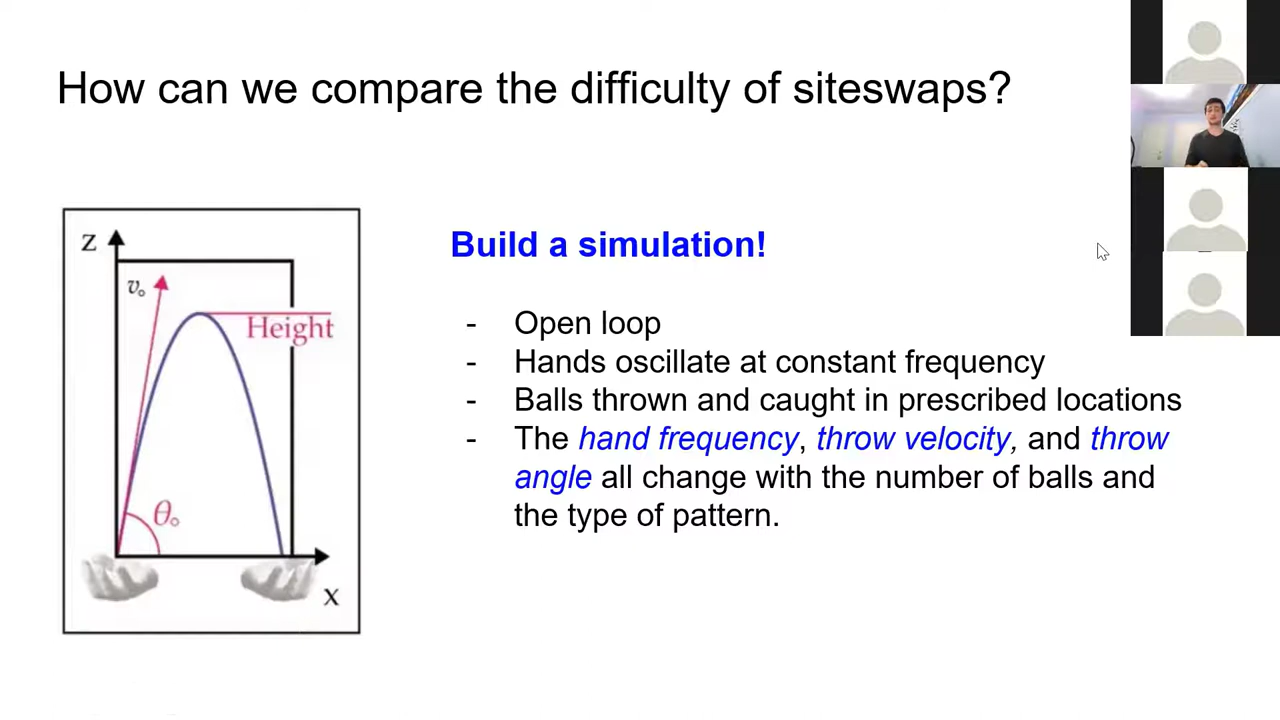 How can we compare the difficulty of siteswaps?
z
v₀
Height
θ₀
x
Build a simulation!
- Open loop
- Hands oscillate at constant frequency
- Balls thrown and caught in prescribed locations
- The hand frequency, throw velocity, and throw
angle all change with the number of balls and
the type of pattern.